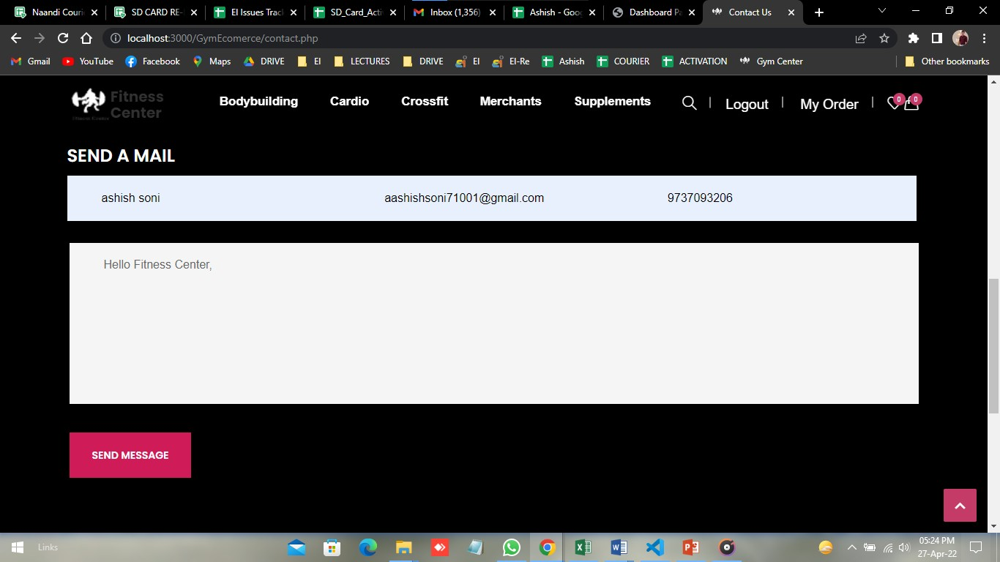 Naandi Couri
SD CARD RE-
EI Issues Trac
SD_Card_Acti
Inbox (1,356)
Ashish - Goog
Dashboard Pa
Contact Us
localhost:3000/GymEcomerce/contact.php
Gmail YouTube Facebook Maps DRIVE EI LECTURES DRIVE EI EI-Re Ashish COURIER ACTIVATION Gym Center Other bookmarks
Fitness
Center
Bodybuilding Cardio Crossfit Merchants Supplements | Logout | My Order | 0 0
SEND A MAIL
ashish soni aashishsoni71001@gmail.com 9737093206
Hello Fitness Center,
SEND MESSAGE
Links
05:24 PM
27-Apr-22